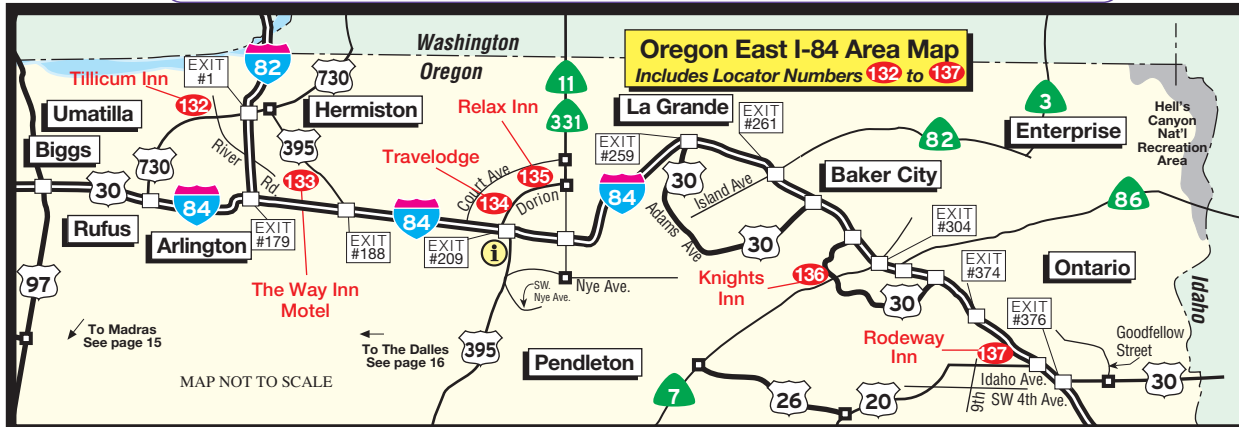 Washington
Oregon
Oregon East I-84 Area Map
Includes Locator Numbers 132 to 137
Tillicum Inn
132
EXIT
#1
82
730
Umatilla
Hermiston
Biggs
730
River Rd
395
133
Relax Inn
11
331
Travelodge
Court Ave
135
134
Dorion
La Grande
EXIT
#259
EXIT
#261
3
Enterprise
Hell's
Canyon
Nat'l
Recreation
Area
82
30
Island Ave
Baker City
84
Adams Ave
30
86
30
84
Rufus
Arlington
EXIT
#179
EXIT
#188
84
EXIT
#209
i
The Way Inn
Motel
97
SW.
Nye Ave.
Nye Ave.
Knights
Inn
136
EXIT
#304
EXIT
#374
Ontario
Idaho
30
EXIT
#376
To Madras
See page 15
To The Dalles
See page 16
395
Pendleton
MAP NOT TO SCALE
Rodeway
Inn
137
Goodfellow
Street
7
26
20
9th
Idaho Ave.
SW 4th Ave.
30